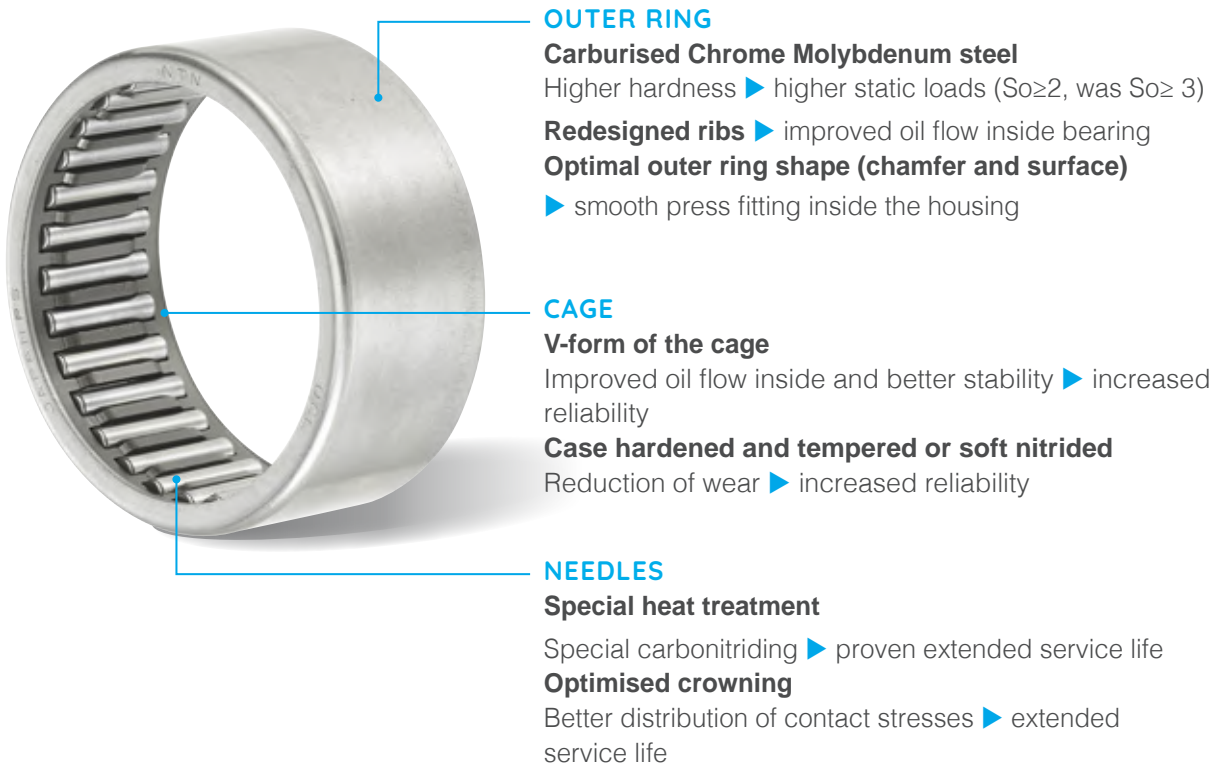 OUTER RING
Carburised Chrome Molybdenum steel
Higher hardness ▶ higher static loads (So≥2, was So≥ 3)
Redesigned ribs ▶ improved oil flow inside bearing
Optimal outer ring shape (chamfer and surface)
▶ smooth press fitting inside the housing
NTN
CAGE
V-form of the cage
Improved oil flow inside and better stability ▶ increased
reliability
Case hardened and tempered or soft nitrided
Reduction of wear ▶ increased reliability
NEEDLES
Special heat treatment
Special carbonitriding ▶ proven extended service life
Optimised crowning
Better distribution of contact stresses ▶ extended
service life